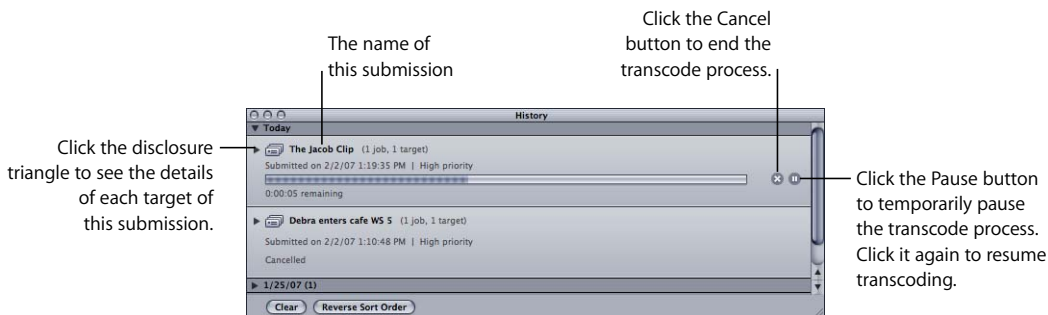 Click the Cancel
button to end the
transcode process.
The name of
this submission
Click the disclosure
triangle to see the details
of each target of
this submission.
History
Today
The Jacob Clip (1 job, 1 target)
Submitted on 2/2/07 1:19:35 PM | High priority
0:00:05 remaining
Click the Pause button
to temporarily pause
the transcode process.
Click it again to resume
transcoding.
Debra enters cafe WS 5 (1 job, 1 target)
Submitted on 2/2/07 1:10:48 PM | High priority
Cancelled
1/25/07 (1)
Clear Reverse Sort Order